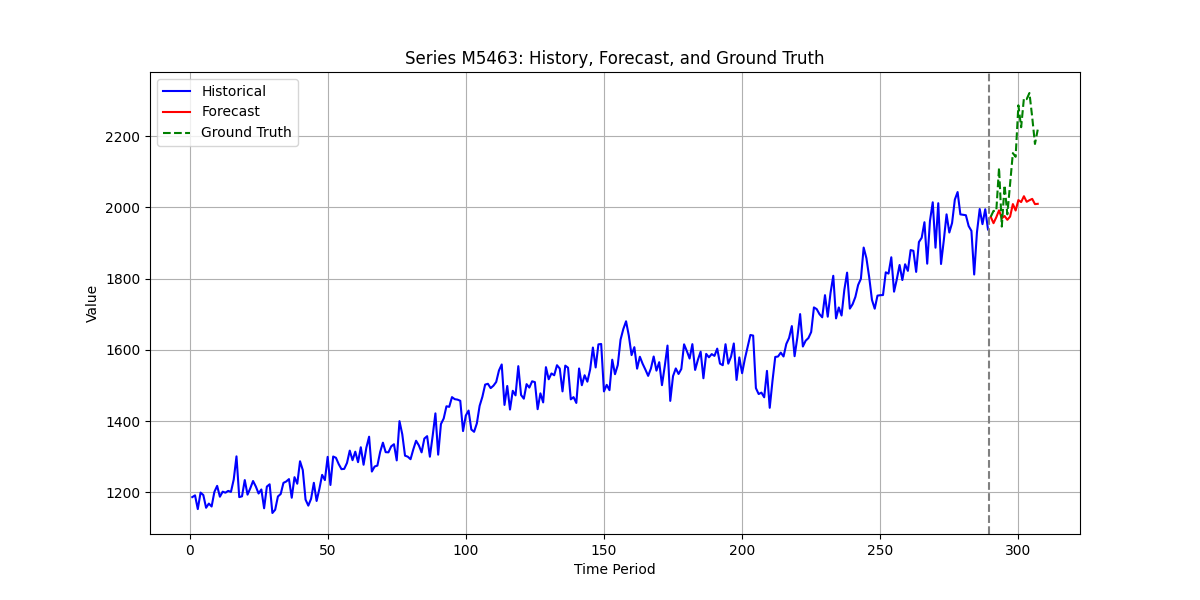 Series M5463: History, Forecast, and Ground Truth
Historical
Forecast
Ground Truth
2200
2000
1800
1600
1400
1200
Value
0 50 100 150 200 250 300
Time Period